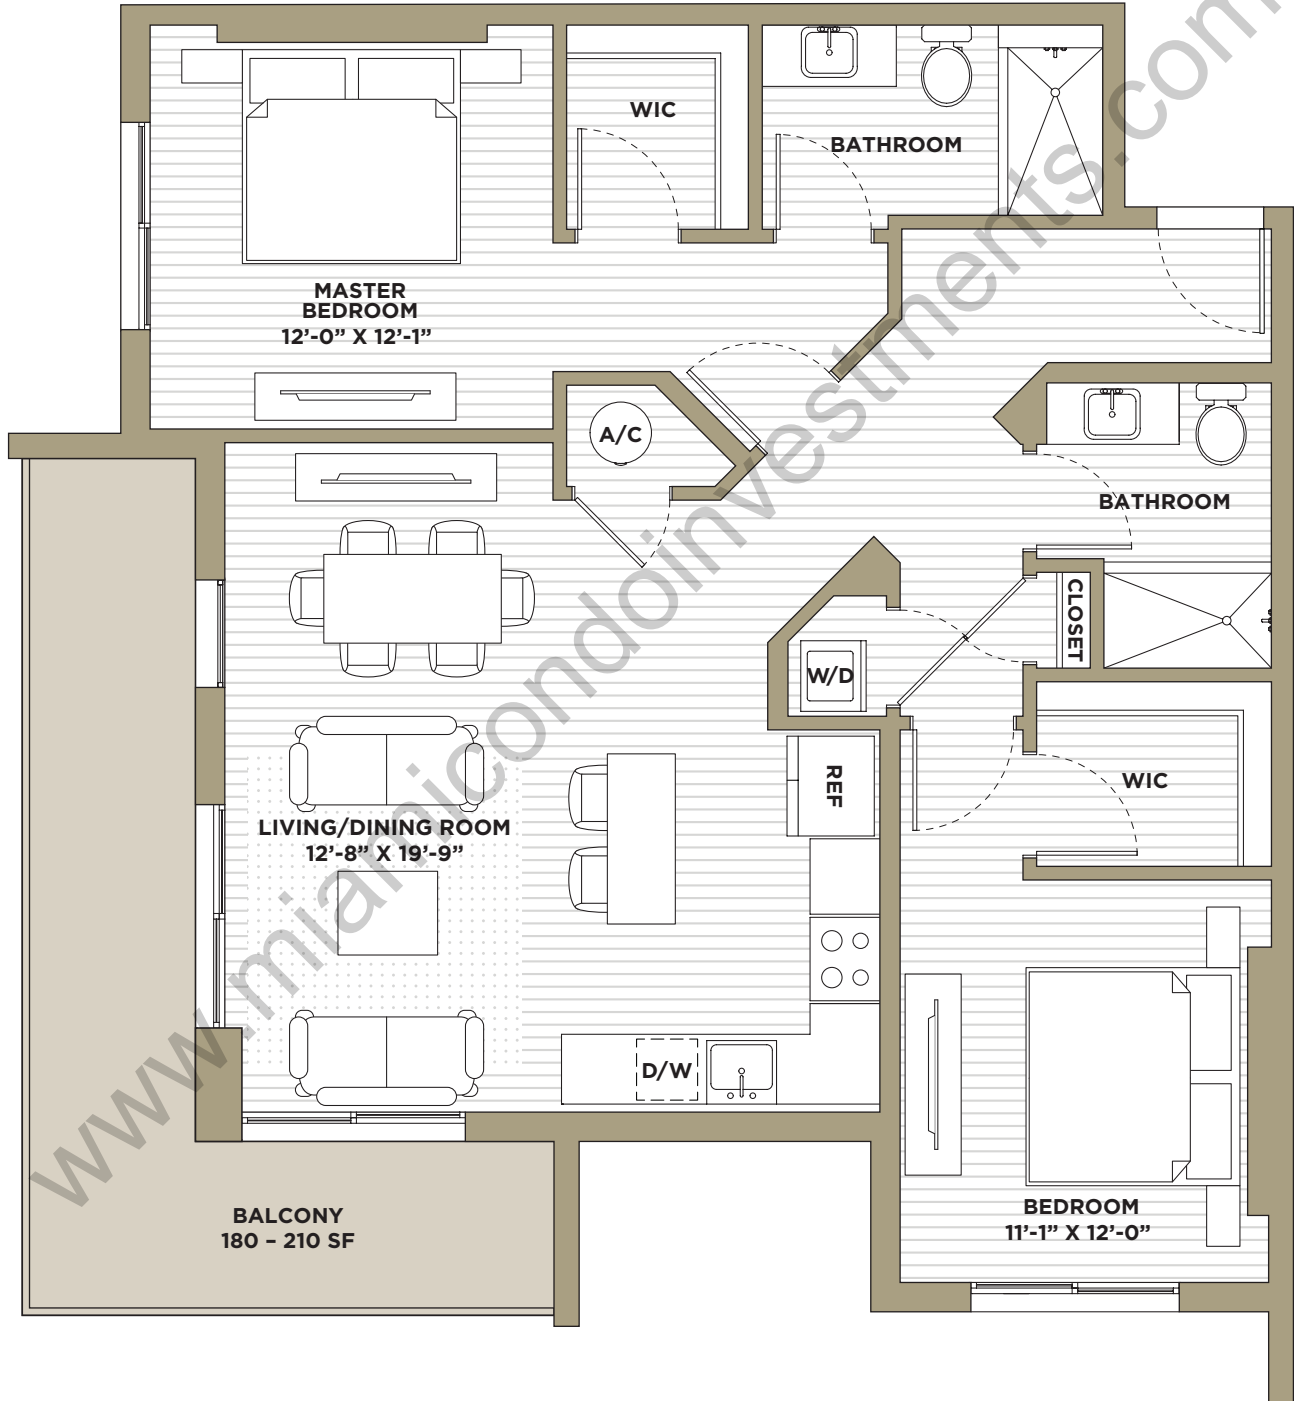 WIC
BATHROOM
MASTER
BEDROOM
12’-0” X 12’-1”
A/C
BATHROOM
CLOSET
W/D
REF
WIC
LIVING/DINING ROOM
12’-8” X 19’-9”
D/W
BEDROOM
11’-1” X 12’-0”
BALCONY
180 – 210 SF
www.miamicondoinvestments.com